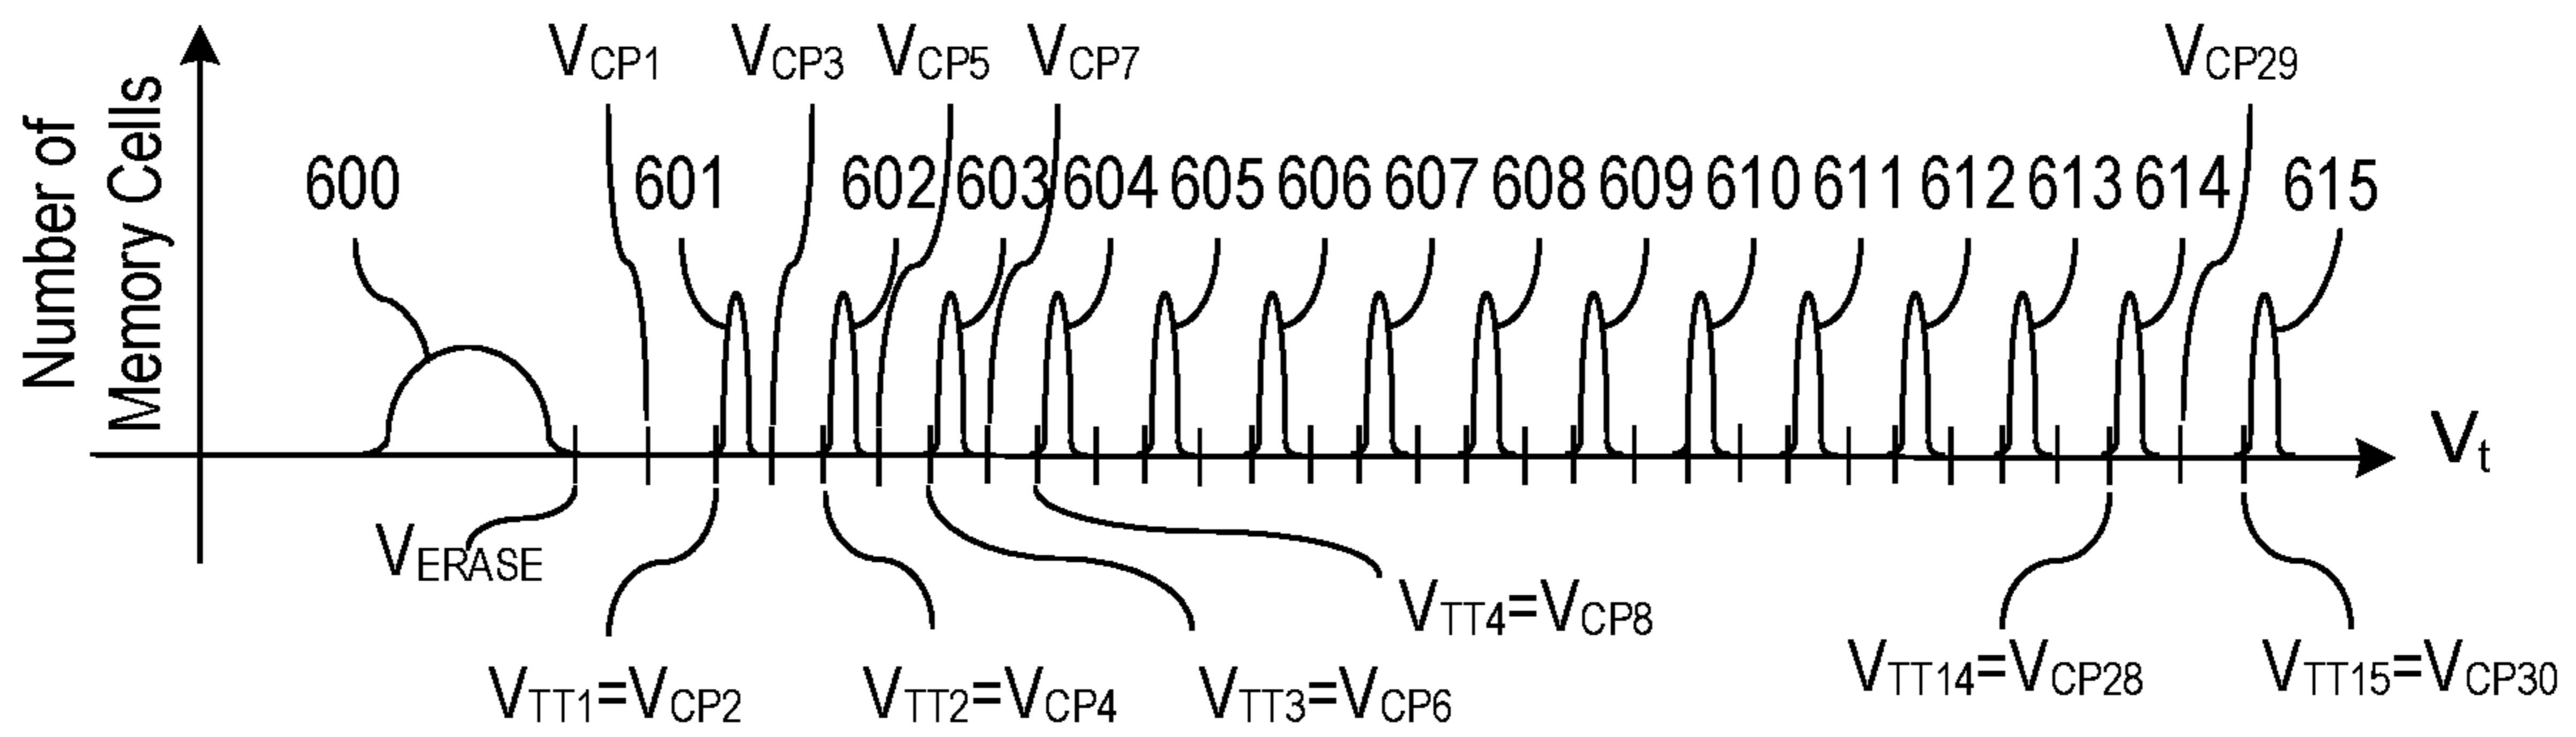 Number of
Memory Cells
VCP1 VCP3 VCP5 VCP7 VCP29
600 601 602 603 604 605 606 607 608 609 610 611 612 613 614 615
Vt
VERASE
VTT4=VCP8
VTT1=VCP2 VTT2=VCP4 VTT3=VCP6 VTT14=VCP28 VTT15=VCP30